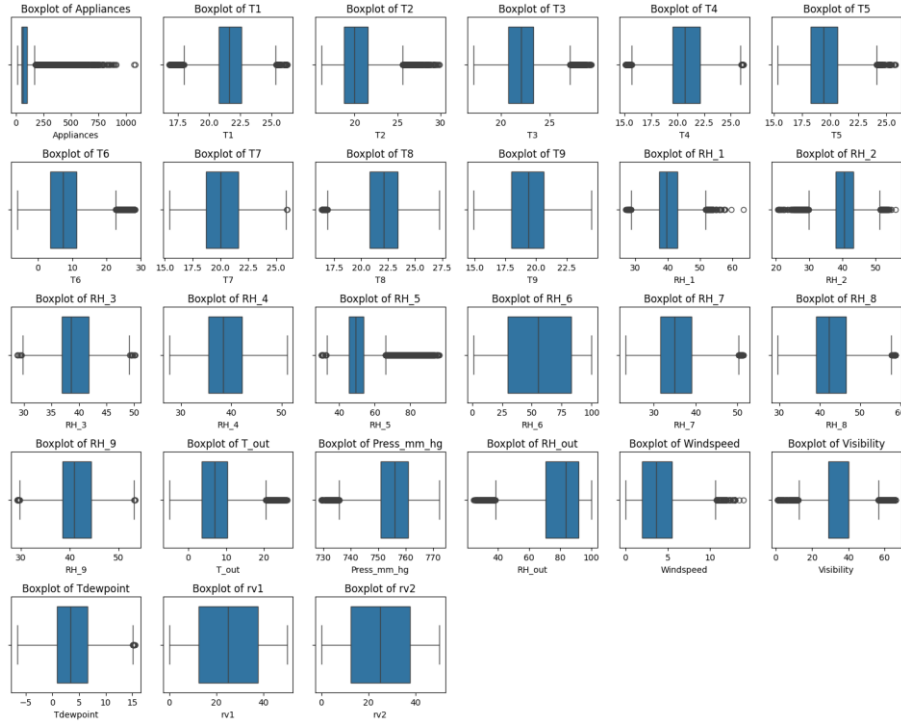 Boxplot of Appliances Boxplot of T1 Boxplot of T2 Boxplot of T3 Boxplot of T4 Boxplot of T5
0 250 500 750 1000 17.5 20.0 22.5 25.0 20 25 30 20 25 15.0 17.5 20.0 22.5 25.0 15.0 17.5 20.0 22.5 25.0
Appliances T1 T2 T3 T4 T5
Boxplot of T6 Boxplot of T7 Boxplot of T8 Boxplot of T9 Boxplot of RH_1 Boxplot of RH_2
0 10 20 30 15.0 17.5 20.0 22.5 25.0 17.5 20.0 22.5 25.0 27.5 15.0 17.5 20.0 22.5 25.0 30 40 50 60 20 30 40 50
T6 T7 T8 T9 RH_1 RH_2
Boxplot of RH_3 Boxplot of RH_4 Boxplot of RH_5 Boxplot of RH_6 Boxplot of RH_7 Boxplot of RH_8
30 35 40 45 50 30 40 50 40 60 80 0 25 50 75 100 30 40 50 30 40 50 60
RH_3 RH_4 RH_5 RH_6 RH_7 RH_8
Boxplot of RH_9 Boxplot of T_out Boxplot of Press_mm_hg Boxplot of RH_out Boxplot of Windspeed Boxplot of Visibility
30 40 50 0 10 20 730 740 750 760 770 40 60 80 100 0 5 10 0 20 40 60
RH_9 T_out Press_mm_hg RH_out Windspeed Visibility
Boxplot of Tdewpoint Boxplot of rv1 Boxplot of rv2
−5 0 5 10 15 0 20 40 0 20 40
Tdewpoint rv1 rv2